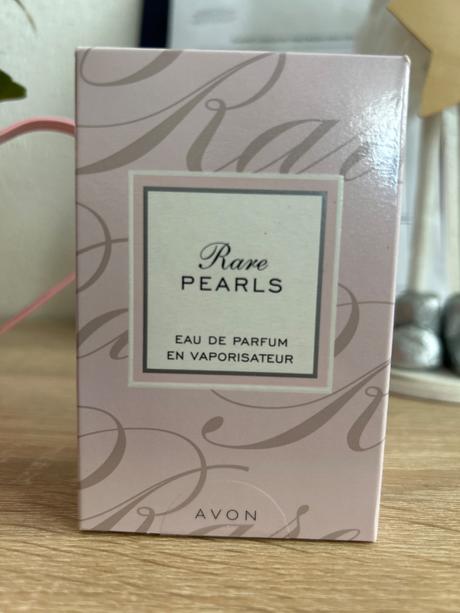 Rare
PEARLS
EAU DE PARFUM
EN VAPORISATEUR
AVON